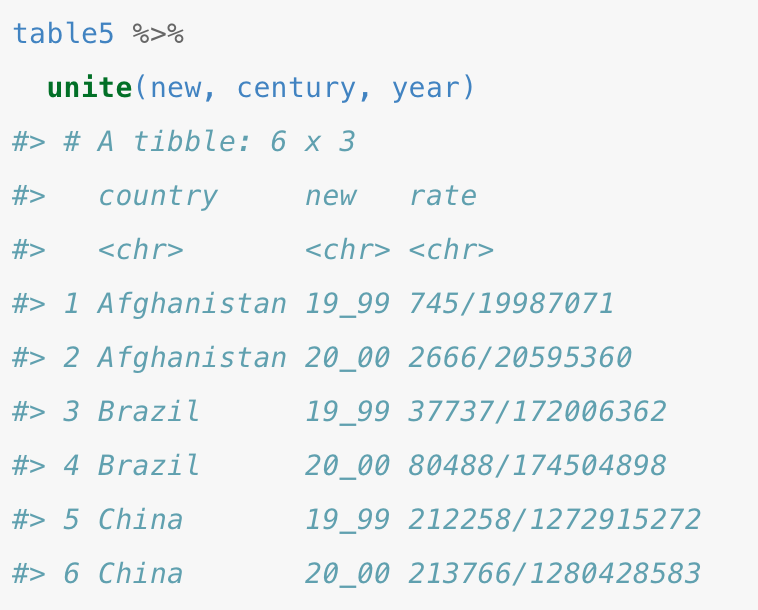 table5 %>%
  unite(new, century, year)
#> # A tibble: 6 x 3
#>   country     new   rate
#>   <chr>       <chr> <chr>
#> 1 Afghanistan 19_99 745/19987071
#> 2 Afghanistan 20_00 2666/20595360
#> 3 Brazil      19_99 37737/172006362
#> 4 Brazil      20_00 80488/174504898
#> 5 China       19_99 212258/1272915272
#> 6 China       20_00 213766/1280428583